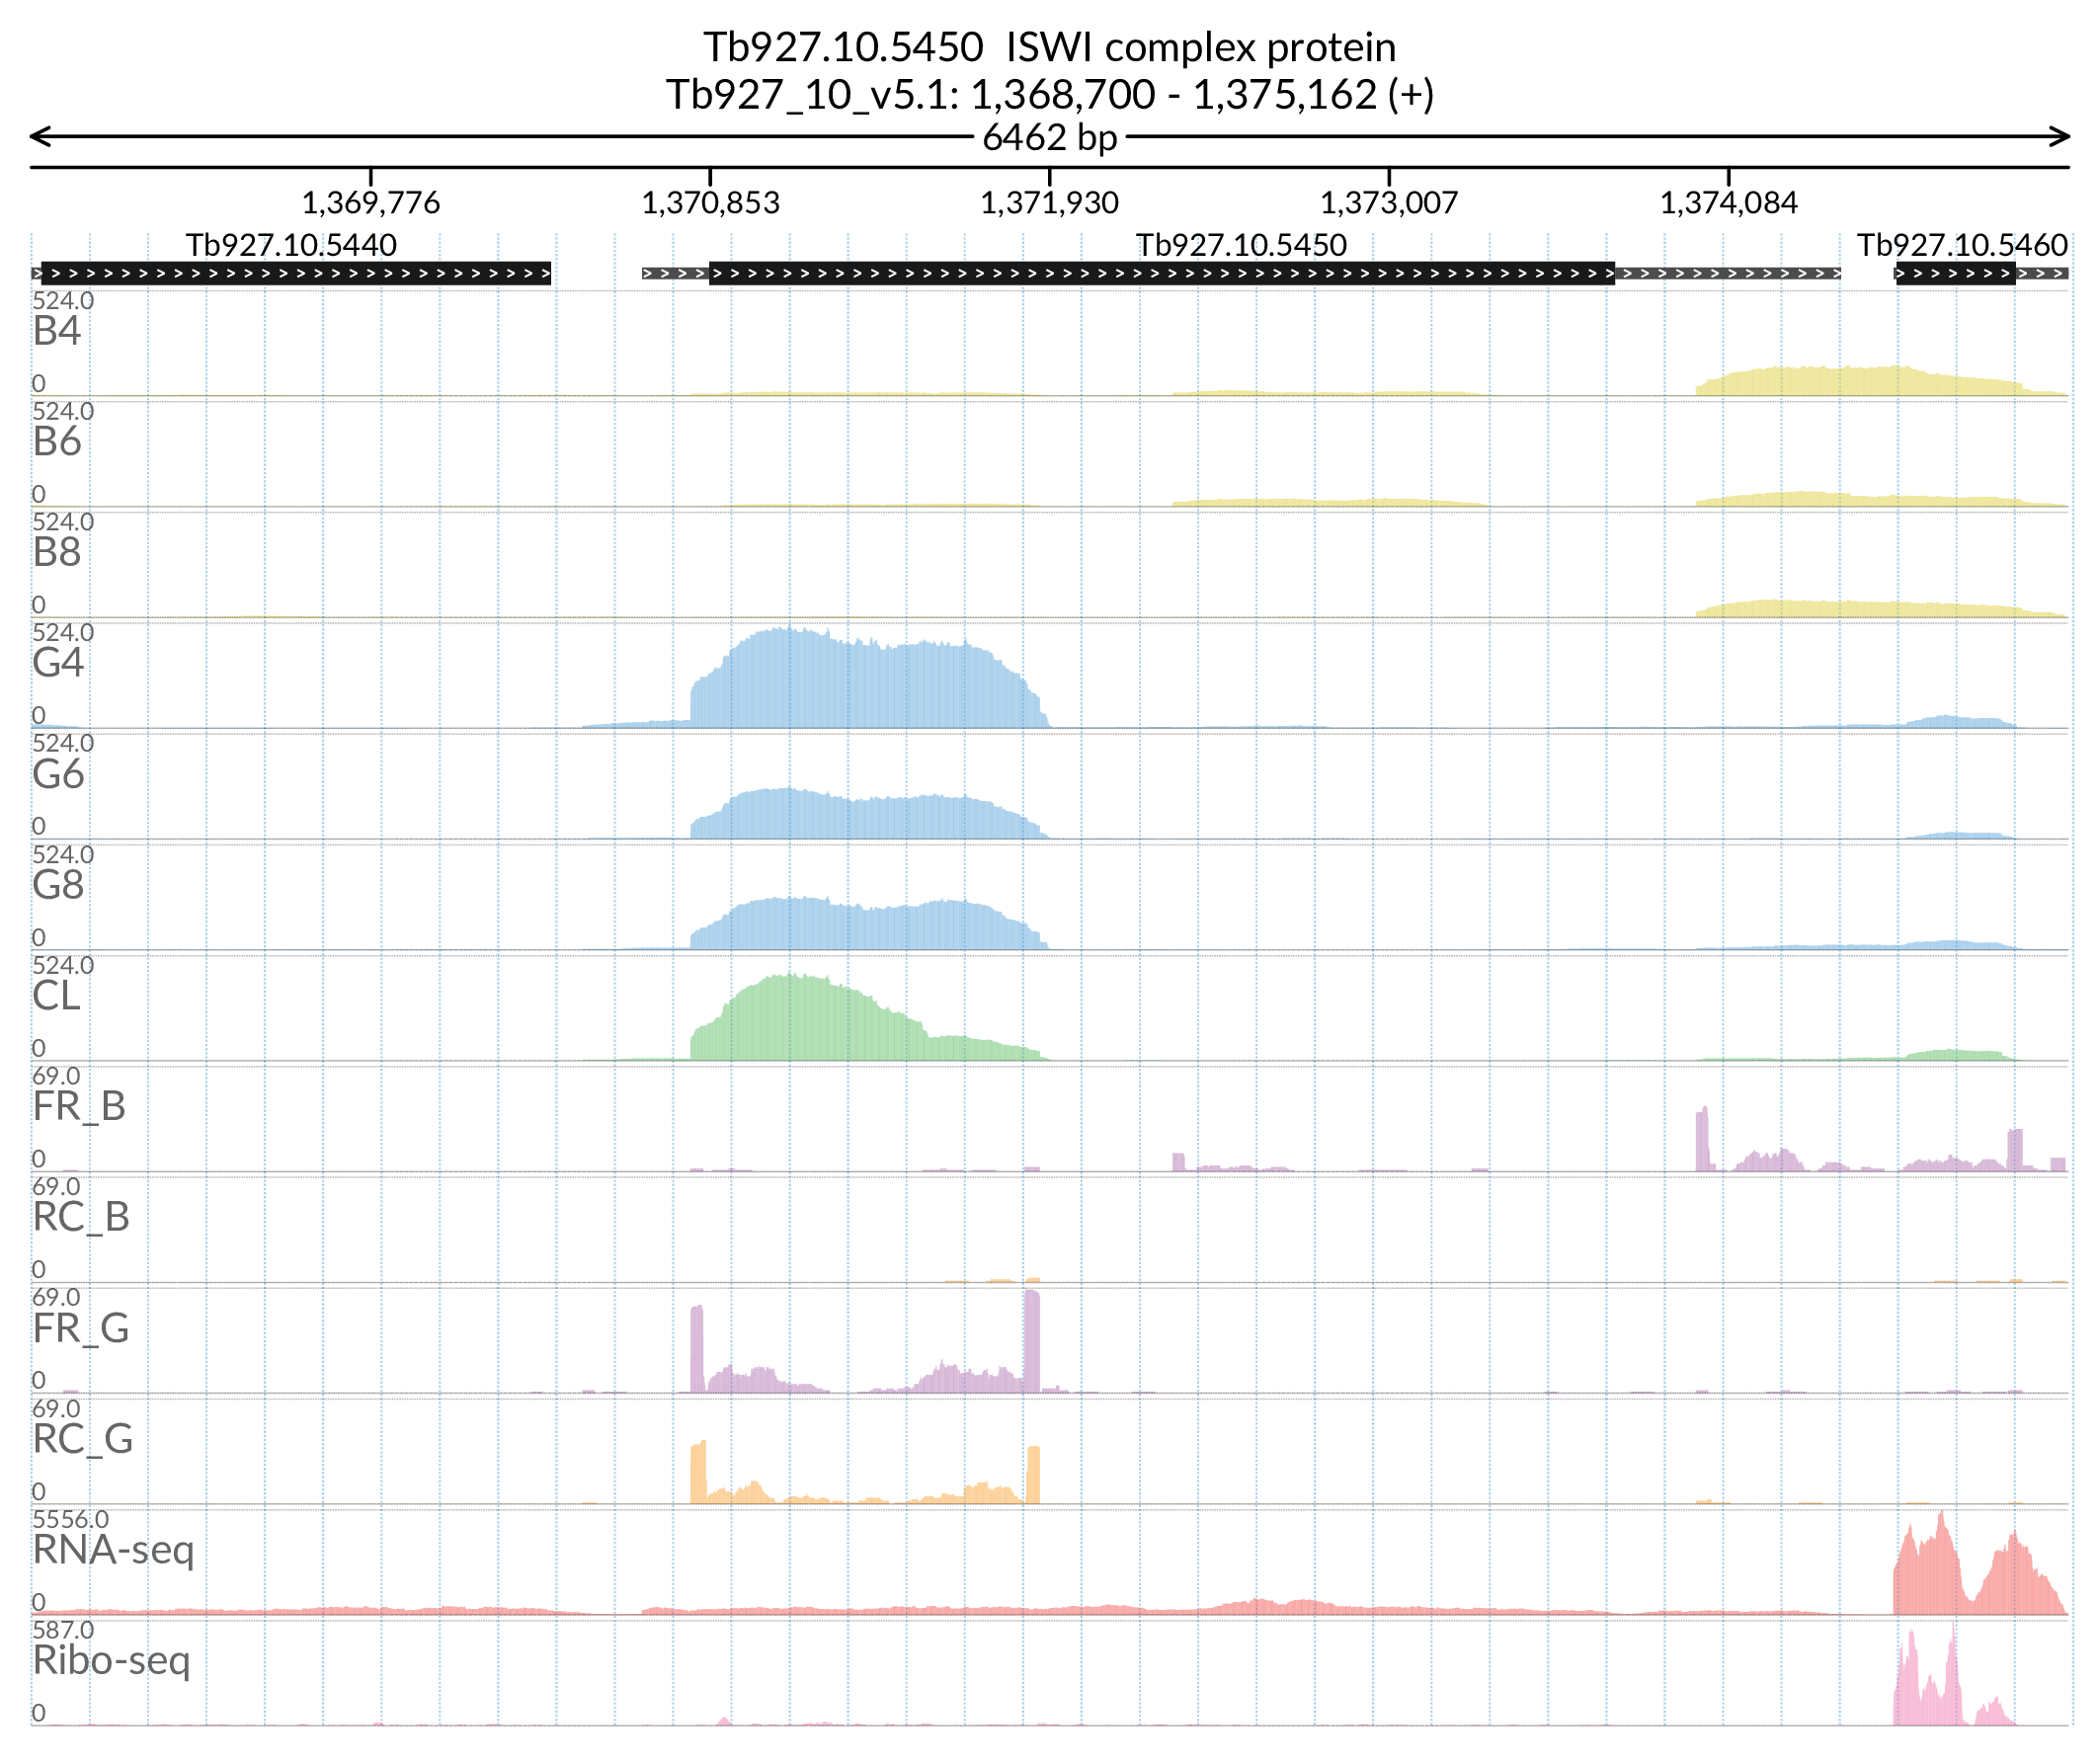 Tb927.10.5450  ISWI complex protein
Tb927_10_v5.1: 1,368,700 - 1,375,162 (+)
6462 bp
1,369,776 1,370,853 1,371,930 1,373,007 1,374,084
Tb927.10.5440 Tb927.10.5450 Tb927.10.5460
524.0
B4
0
524.0
B6
0
524.0
B8
0
524.0
G4
0
524.0
G6
0
524.0
G8
0
524.0
CL
0
69.0
FR_B
0
69.0
RC_B
0
69.0
FR_G
0
69.0
RC_G
0
5556.0
RNA-seq
0
587.0
Ribo-seq
0